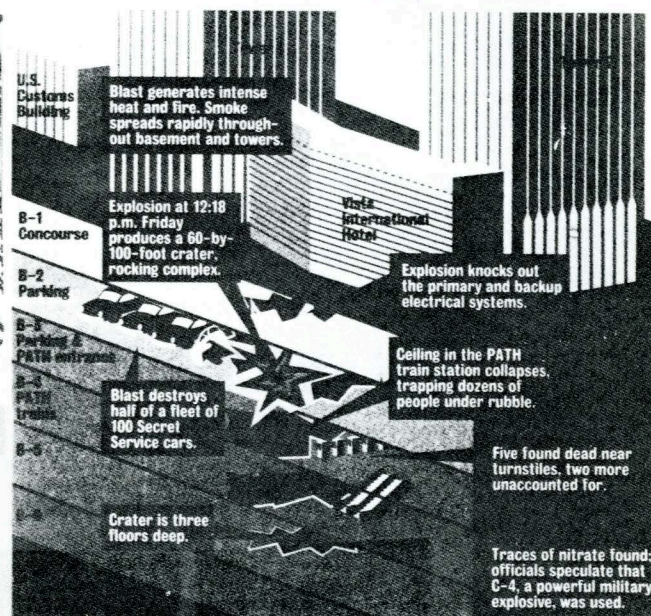 U.S.
Customs
Building
Blast generates intense
heat and fire. Smoke
spreads rapidly through-
out basement and towers.
Explosion at 12:18
p.m. Friday
produces a 60-by-
100-foot crater,
rocking complex.
Vista
International
Hotel
B-1
Concourse
B-2
Parking
Explosion knocks out
the primary and backup
electrical systems.
B-3
Parking &
PATH entrance
B-4
PATH
trains
B-5
B-6
Blast destroys
half of a fleet of
100 Secret
Service cars.
Ceiling in the PATH
train station collapses,
trapping dozens of
people under rubble.
Five found dead near
turnstiles, two more
unaccounted for.
Crater is three
floors deep.
Traces of nitrate found;
officials speculate that
C-4, a powerful military
explosive, was used.